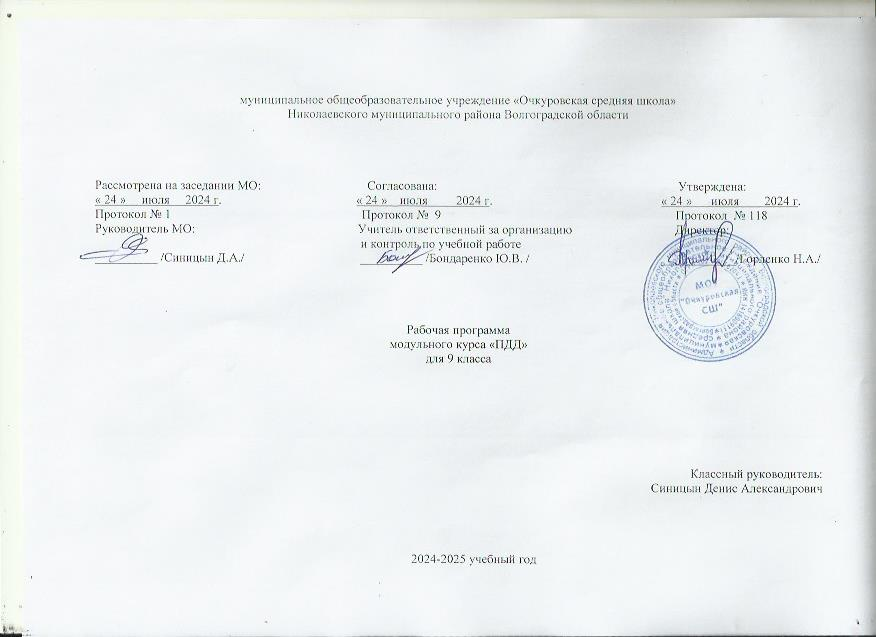 муниципальное общеобразовательное учреждение «Очкуровская средняя школа»
Николаевского муниципального района Волгоградской области
Рассмотрена на заседании МО:
« 24 » июля 2024 г.
Протокол № 1
Руководитель МО:
/Синицын Д.А./
Согласована:
« 24 » июля 2024 г.
Протокол № 9
Учитель ответственный за организацию
и контроль по учебной работе
/Бондаренко Ю.В. /
Утверждена:
« 24 » июля 2024 г.
Протокол № 118
Директор:
/Горденко Н.А./
МОУ
"Очкуровская
СШ"
Рабочая программа
модульного курса «ПДД»
для 9 класса
Классный руководитель:
Синицын Денис Александрович
2024-2025 учебный год